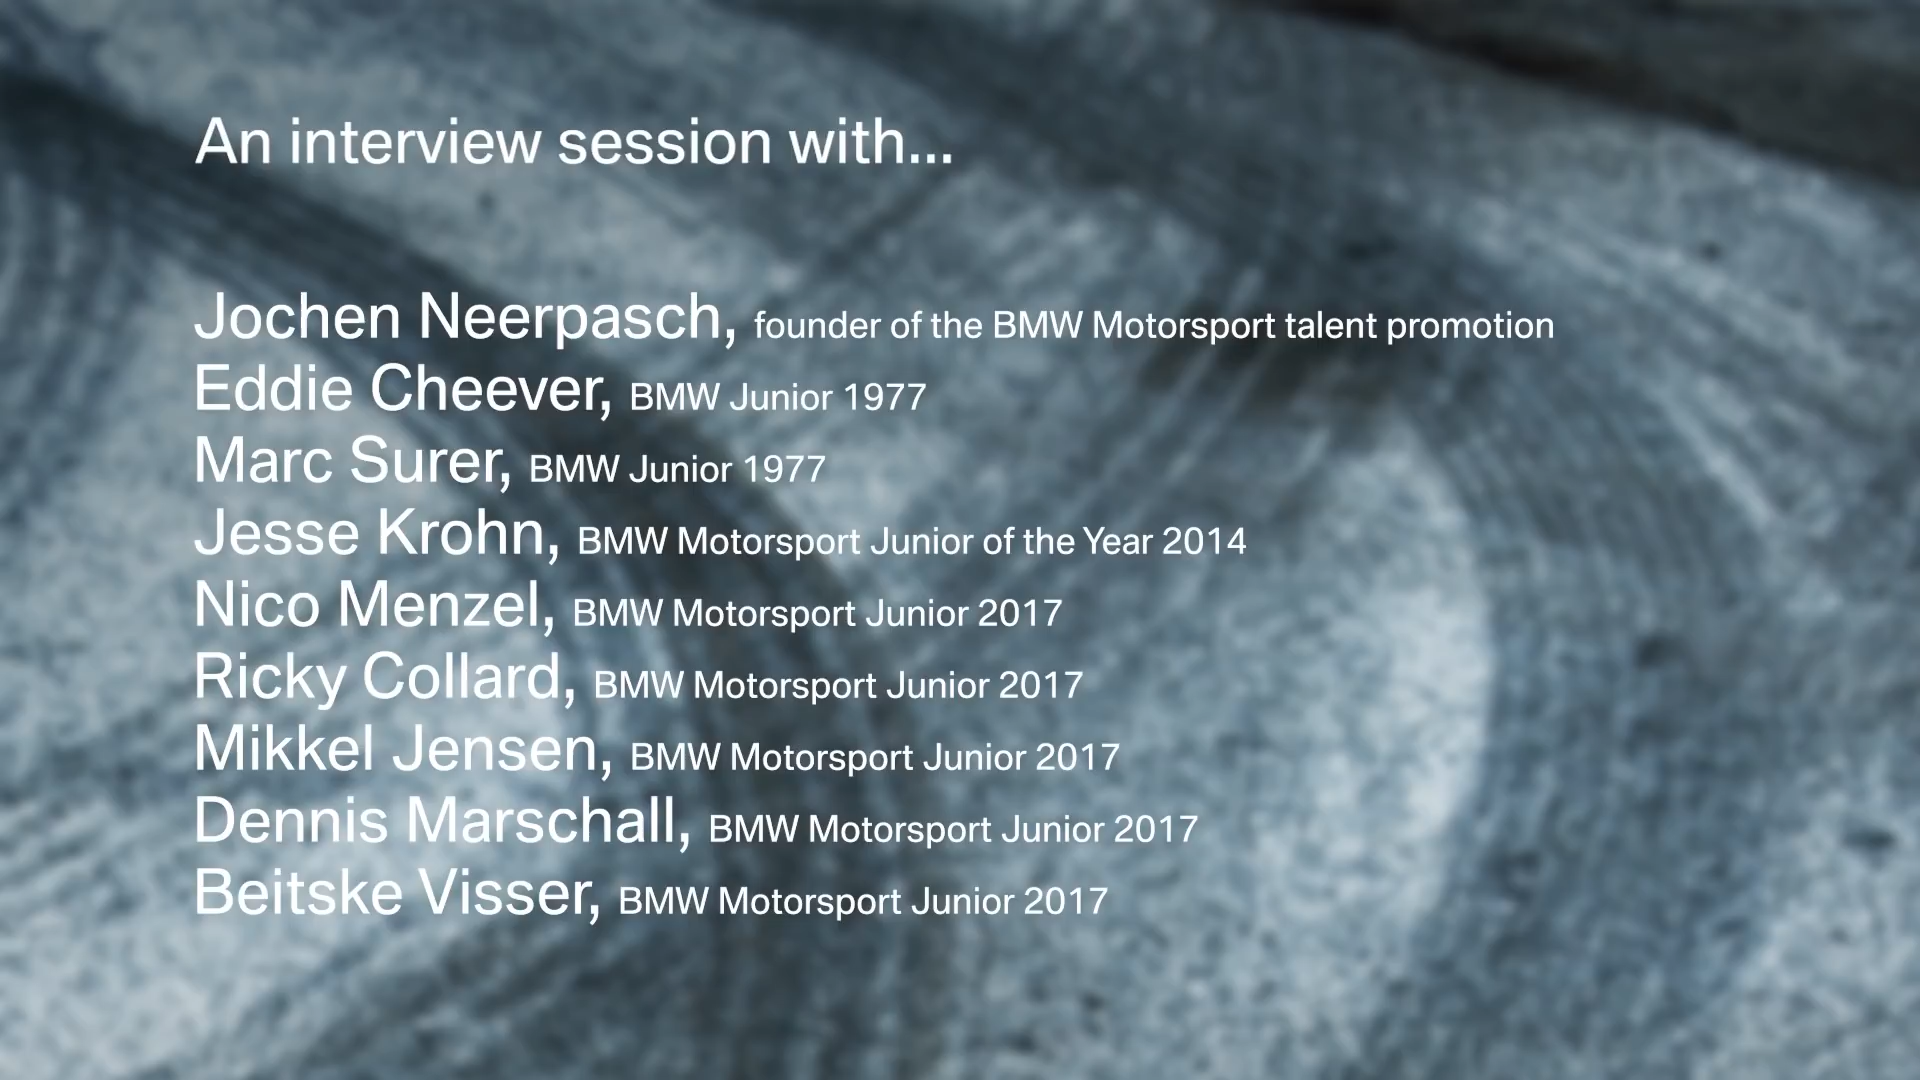 An interview session with...
Jochen Neerpasch, founder of the BMW Motorsport talent promotion
Eddie Cheever, BMW Junior 1977
Marc Surer, BMW Junior 1977
Jesse Krohn, BMW Motorsport Junior of the Year 2014
Nico Menzel, BMW Motorsport Junior 2017
Ricky Collard, BMW Motorsport Junior 2017
Mikkel Jensen, BMW Motorsport Junior 2017
Dennis Marschall, BMW Motorsport Junior 2017
Beitske Visser, BMW Motorsport Junior 2017